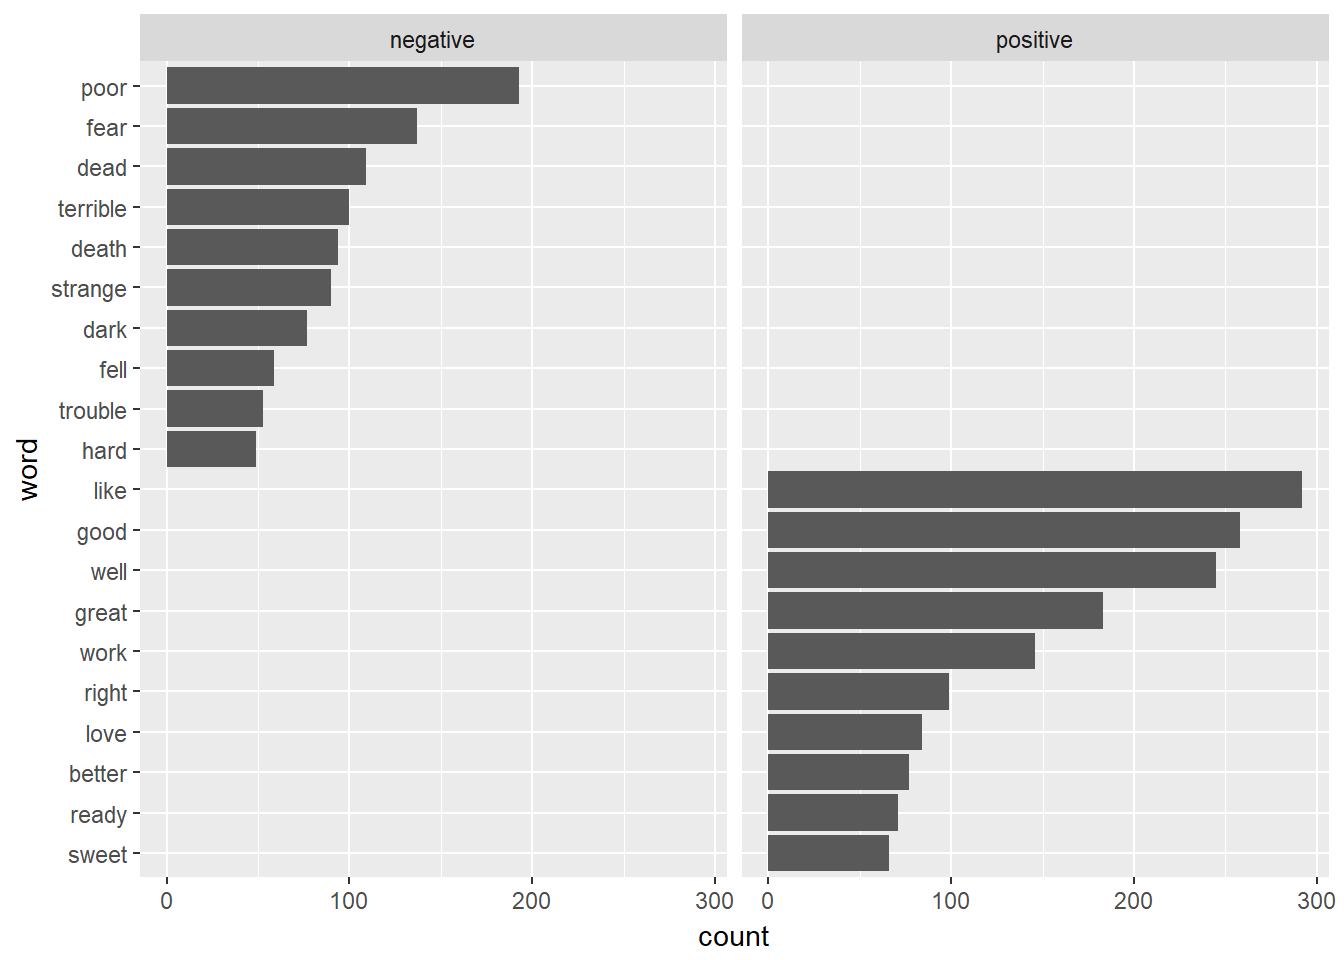 negative
positive
poor
fear
dead
terrible
death
strange
dark
fell
trouble
hard
like
good
well
great
work
right
love
better
ready
sweet
word
0 100 200 300
0 100 200 300
count